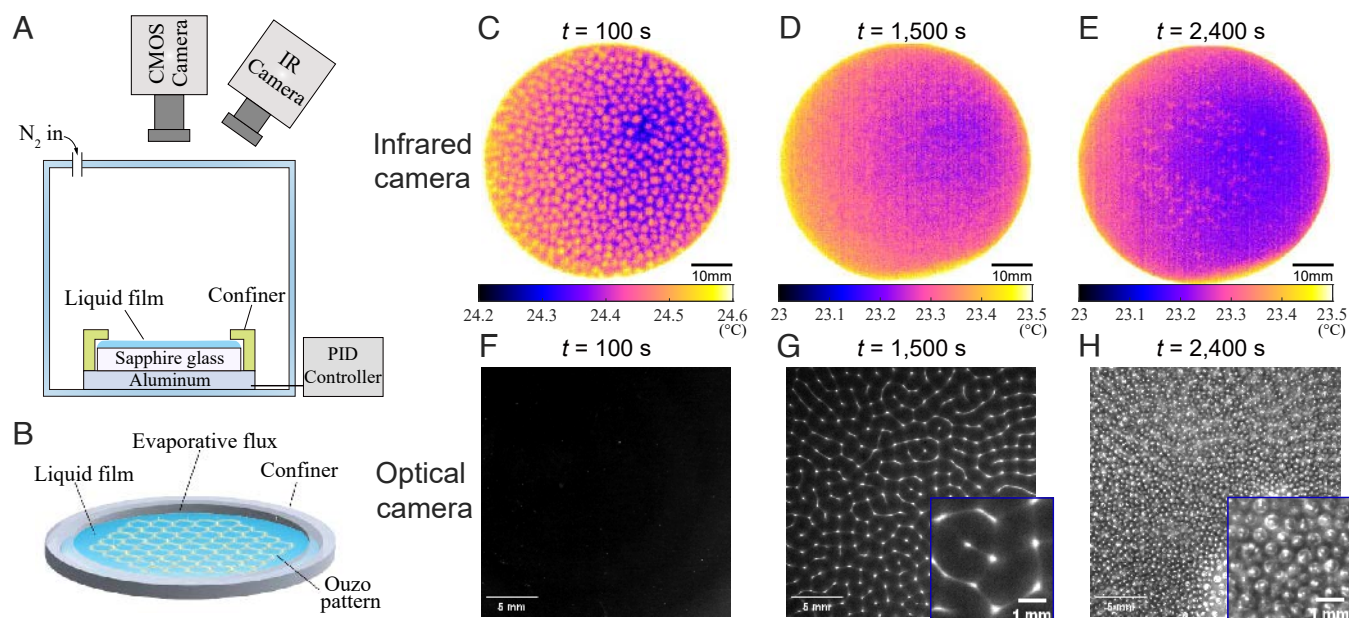 A
CMOS
Camera
IR
Camera
N2 in
Liquid film
Confiner
Sapphire glass
Aluminum
PID
Controller
B
Evaporative flux
Liquid film
Confiner
Ouzo
pattern
Infrared
camera
C
t = 100 s
10mm
24.2 24.3 24.4 24.5 24.6
(°C)
D
t = 1,500 s
10mm
23 23.1 23.2 23.3 23.4 23.5
(°C)
E
t = 2,400 s
10mm
23 23.1 23.2 23.3 23.4 23.5
(°C)
Optical
camera
F
t = 100 s
5 mm
G
t = 1,500 s
5 mm
1 mm
H
t = 2,400 s
5 mm
1 mm